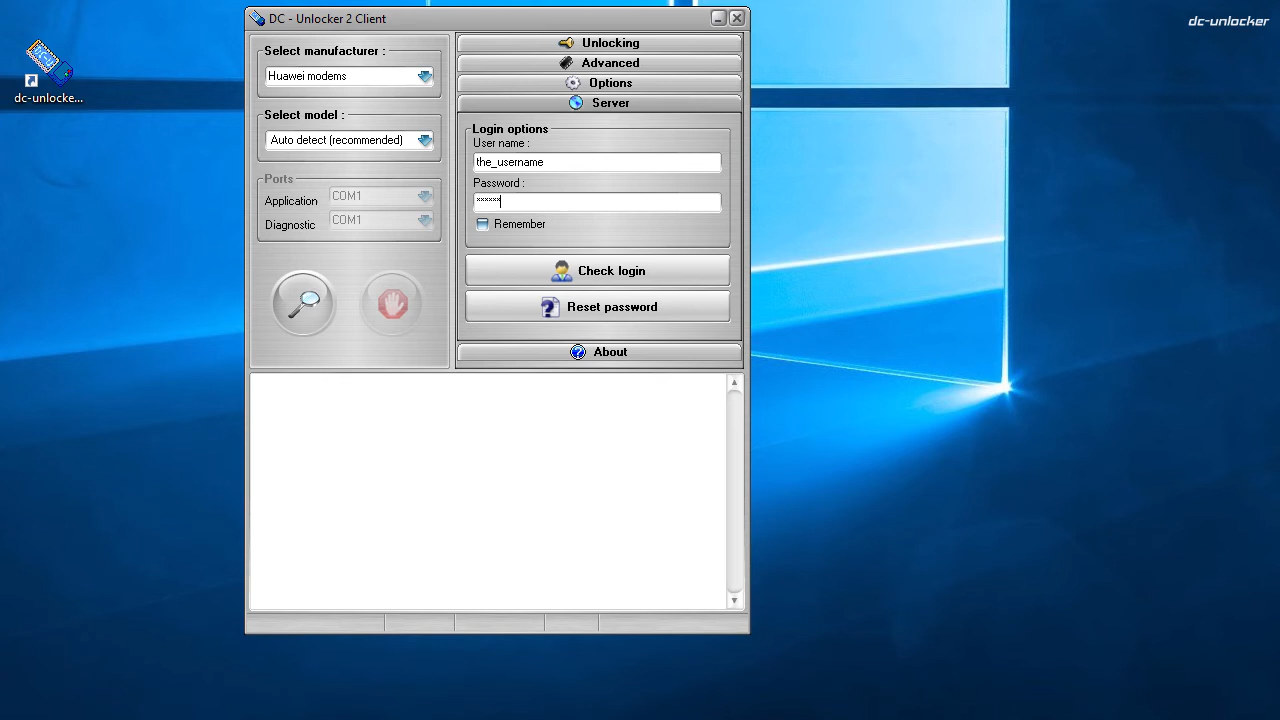 DC - Unlocker 2 Client
dc-unlocker
dc-unlocke...
Select manufacturer :
Huawei modems
Select model :
Auto detect (recommended)
Ports
Application
COM1
Diagnostic
COM1
Unlocking
Advanced
Options
Server
Login options
User name :
the_username
Password :
******
Remember
Check login
Reset password
About